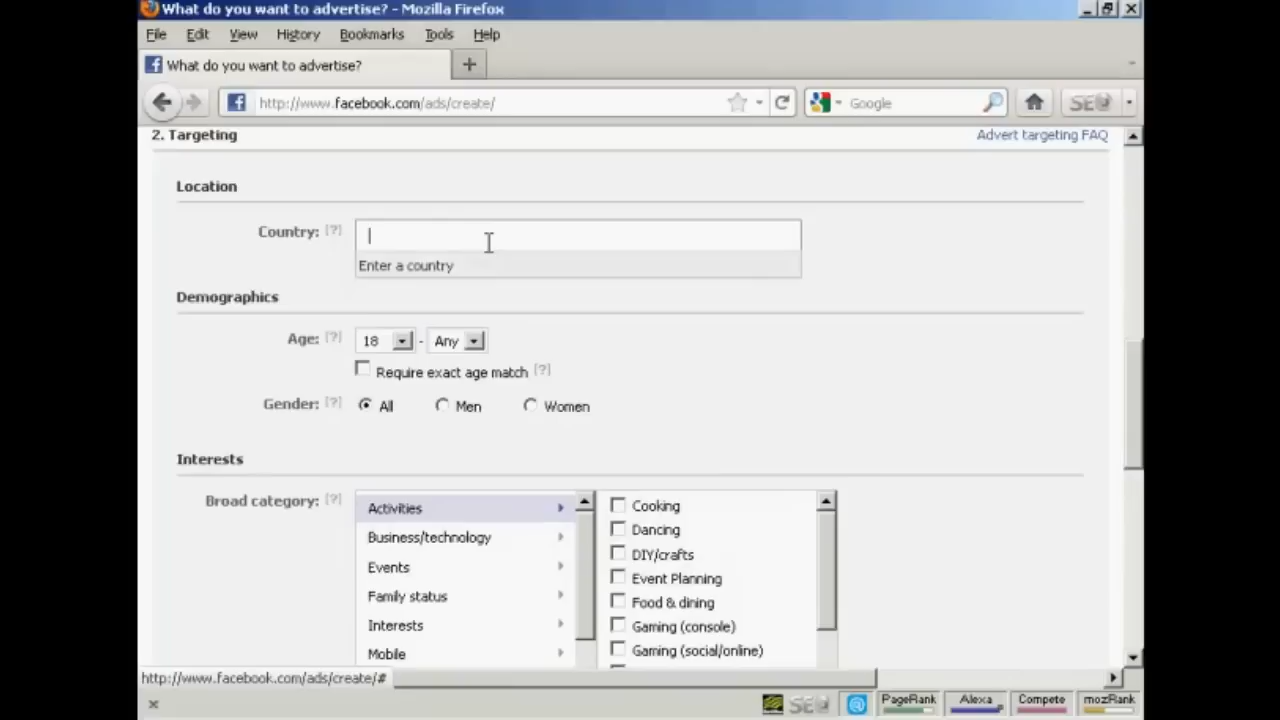 What do you want to advertise? - Mozilla Firefox
File Edit View History Bookmarks Tools Help
What do you want to advertise?
http://www.facebook.com/ads/create/
Google
SEO
2. Targeting
Advert targeting FAQ
Location
Country: [?]
Enter a country
Demographics
Age: [?] 18 - Any
Require exact age match [?]
Gender: [?] All Men Women
Interests
Broad category: [?]
Activities
Business/technology
Events
Family status
Interests
Mobile
Cooking
Dancing
DIY/crafts
Event Planning
Food & dining
Gaming (console)
Gaming (social/online)
http://www.facebook.com/ads/create/#
SEO PageRank Alexa Compete mozRank